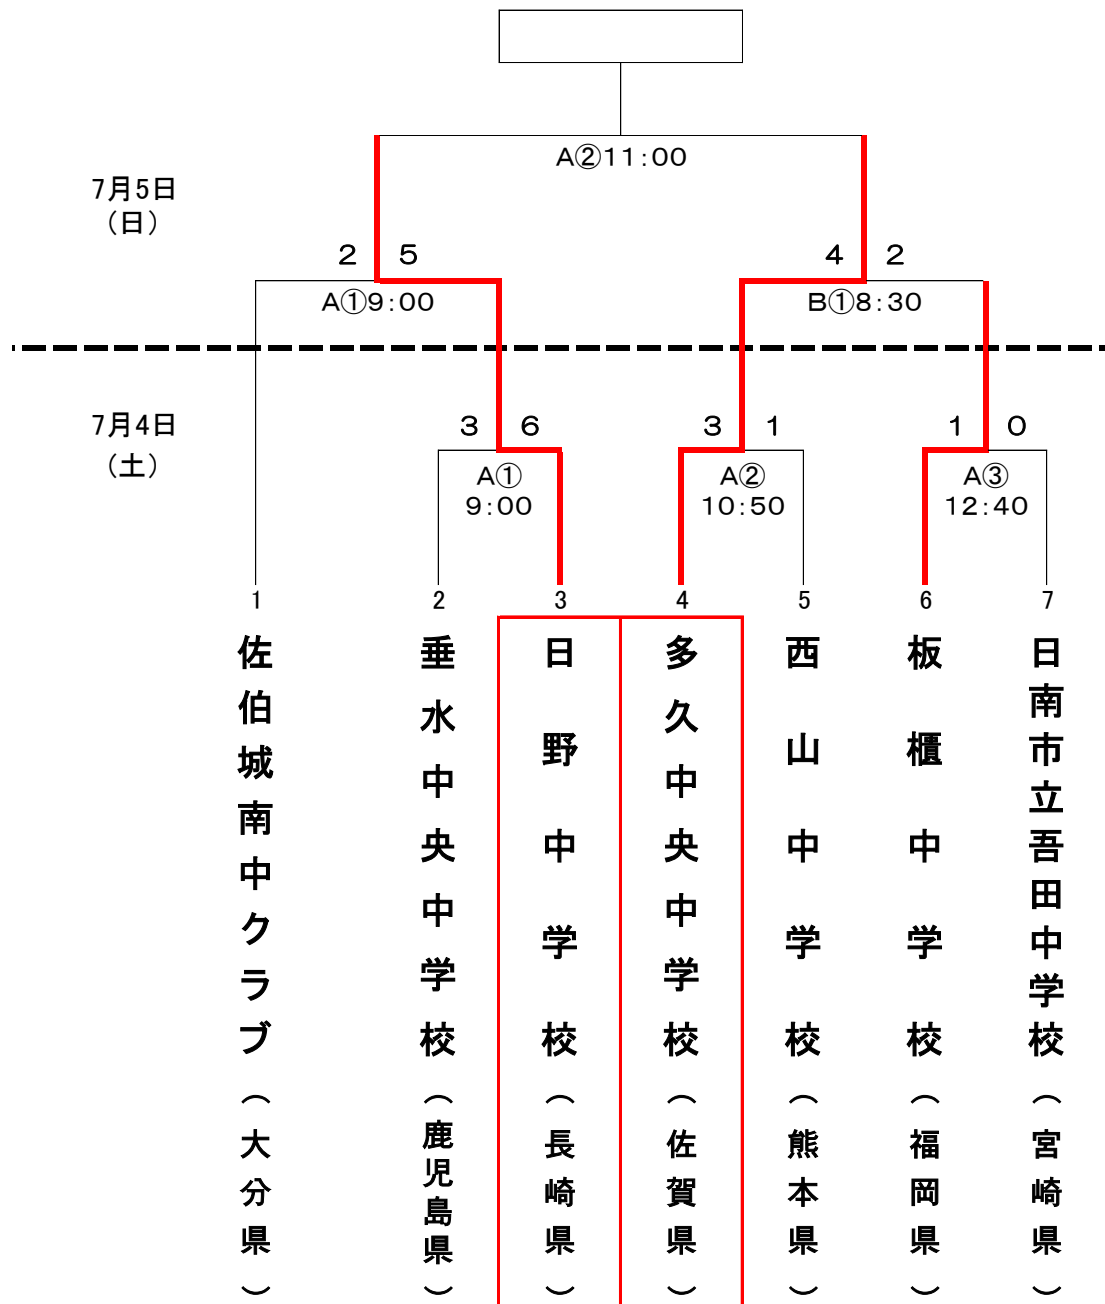 A②11:00
7月5日
（日）
2 5
4 2
A①9:00
B①8:30
7月4日
（土）
3 6
3 1
1 0
A①
9:00
A②
10:50
A③
12:40
1
2
3
4
5
6
7
佐伯城南中クラブ（大分県）
垂水中央中学校（鹿児島県）
日野中学校（長崎県）
多久中央中学校（佐賀県）
西山中学校（熊本県）
板櫃中学校（福岡県）
日南市立吾田中学校（宮崎県）